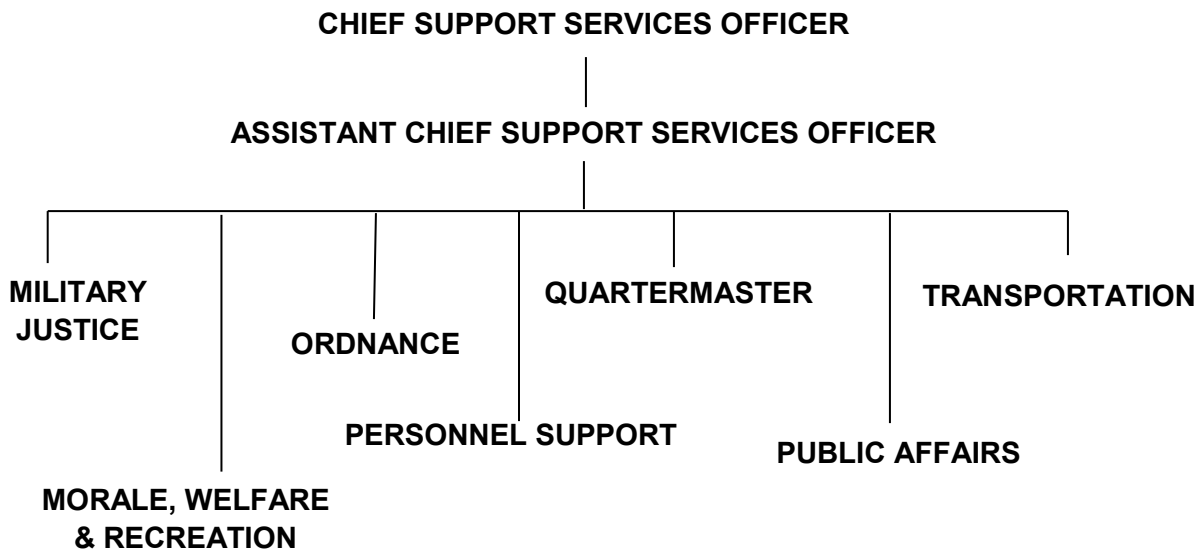 CHIEF SUPPORT SERVICES OFFICER
ASSISTANT CHIEF SUPPORT SERVICES OFFICER
MILITARY
JUSTICE
ORDNANCE
QUARTERMASTER
TRANSPORTATION
PERSONNEL SUPPORT
PUBLIC AFFAIRS
MORALE, WELFARE
& RECREATION